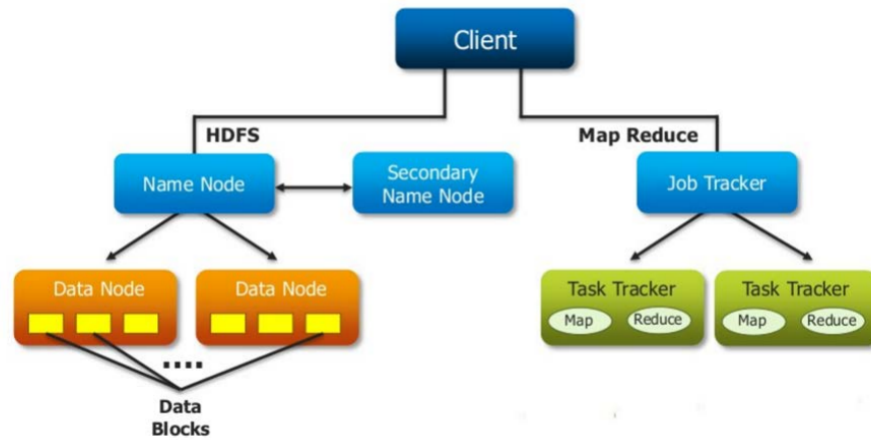 Client
HDFS
Map Reduce
Name Node
Secondary
Name Node
Job Tracker
Data Node
Data Node
Task Tracker
Map
Reduce
Task Tracker
Map
Reduce
....
Data
Blocks